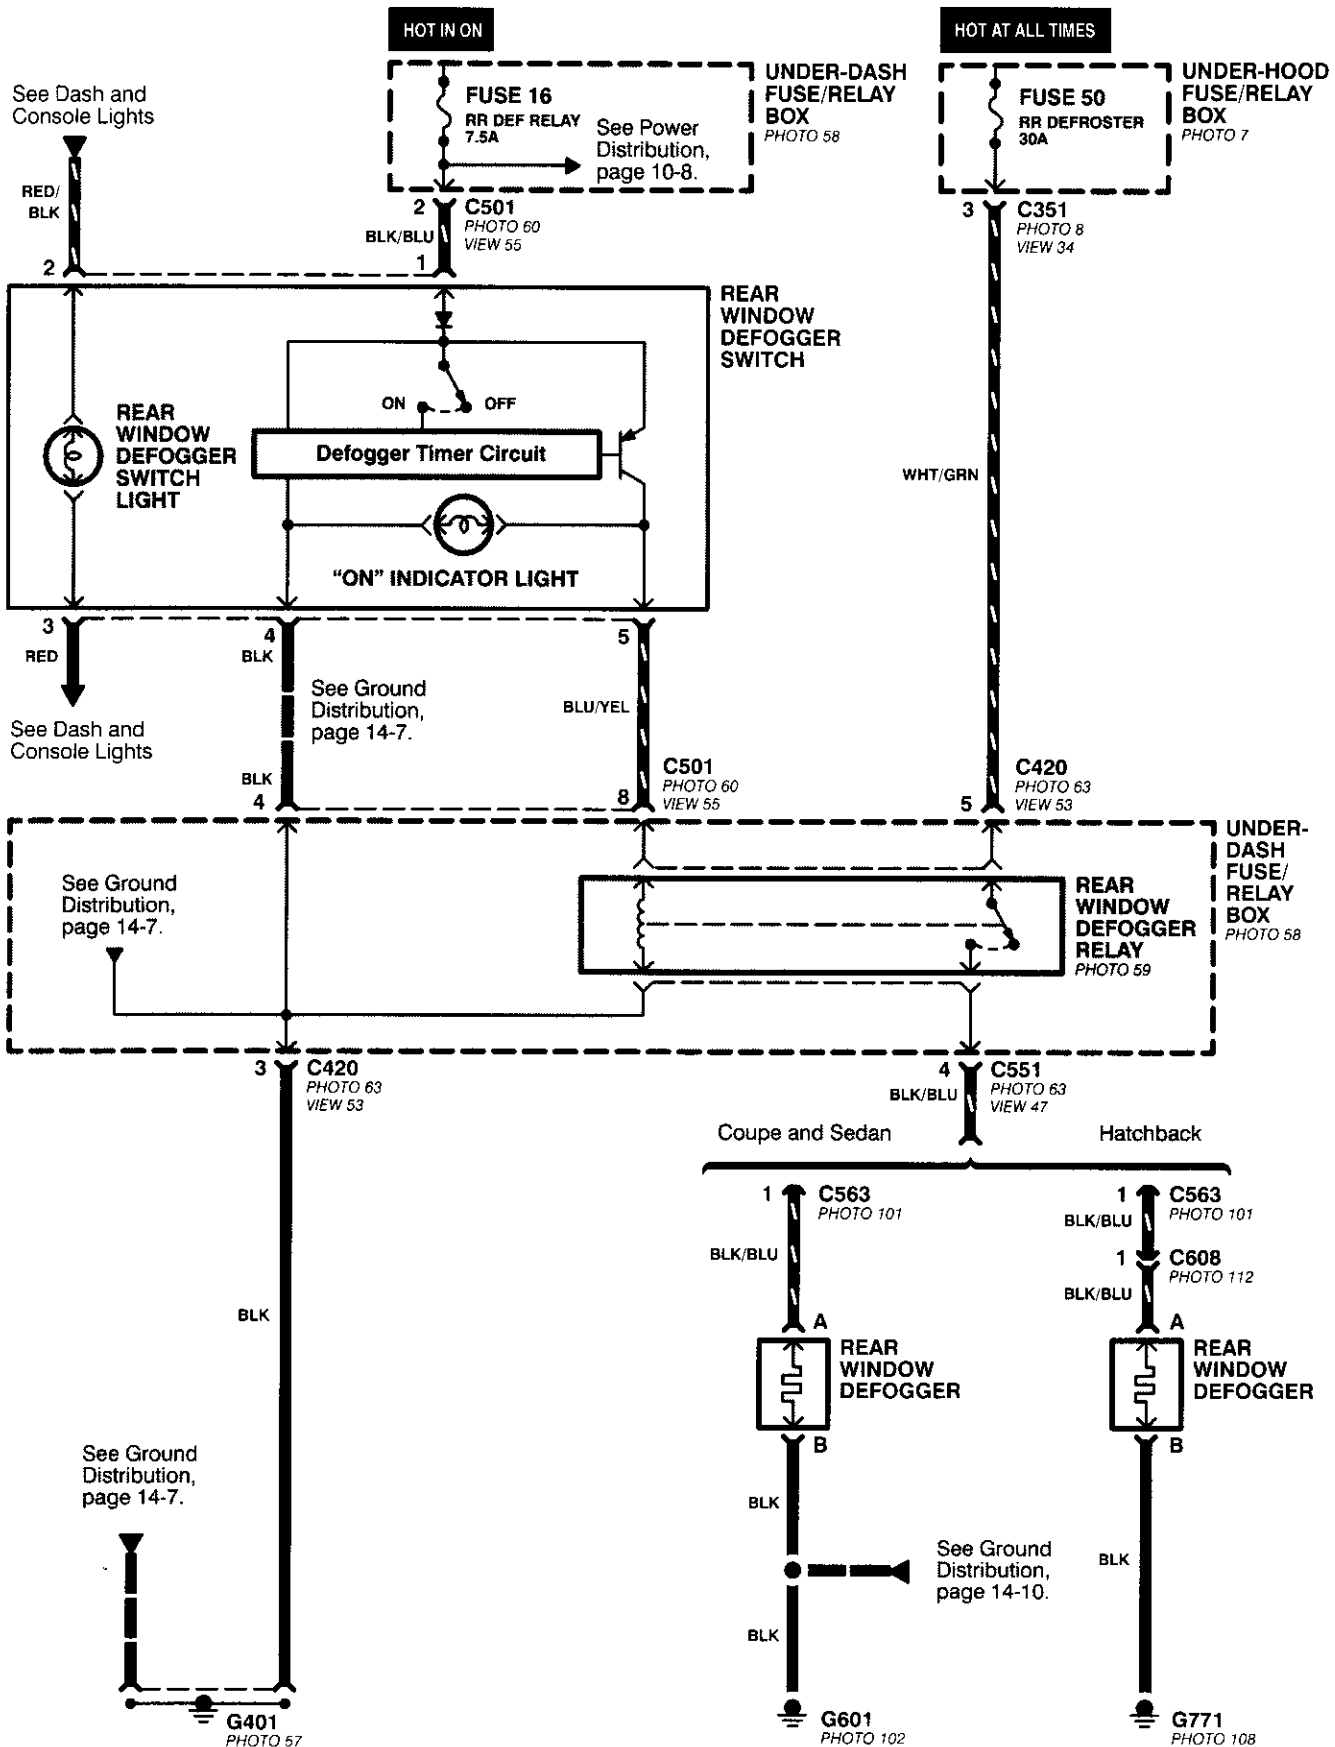 HOT IN ON
HOT AT ALL TIMES
See Dash and
Console Lights
FUSE 16
RR DEF RELAY
7.5A
See Power
Distribution,
page 10-8.
UNDER-DASH
FUSE/RELAY
BOX
PHOTO 58
FUSE 50
RR DEFROSTER
30A
UNDER-HOOD
FUSE/RELAY
BOX
PHOTO 7
RED/
BLK
2
C501
PHOTO 60
VIEW 55
BLK/BLU
3
C351
PHOTO 8
VIEW 34
2
1
REAR
WINDOW
DEFOGGER
SWITCH
ON
OFF
REAR
WINDOW
DEFOGGER
SWITCH
LIGHT
Defogger Timer Circuit
WHT/GRN
“ON” INDICATOR LIGHT
3
4
5
RED
BLK
See Ground
Distribution,
page 14-7.
BLU/YEL
See Dash and
Console Lights
BLK
4
8
C501
PHOTO 60
VIEW 55
5
C420
PHOTO 63
VIEW 53
UNDER-
DASH
FUSE/
RELAY
BOX
PHOTO 58
See Ground
Distribution,
page 14-7.
REAR
WINDOW
DEFOGGER
RELAY
PHOTO 59
3
C420
PHOTO 63
VIEW 53
4
C551
PHOTO 63
VIEW 47
BLK/BLU
Coupe and Sedan
Hatchback
1
C563
PHOTO 101
BLK/BLU
1
C563
PHOTO 101
BLK/BLU
1
C608
PHOTO 112
BLK/BLU
BLK
A
REAR
WINDOW
DEFOGGER
B
A
REAR
WINDOW
DEFOGGER
B
See Ground
Distribution,
page 14-7.
BLK
See Ground
Distribution,
page 14-10.
BLK
BLK
G401
PHOTO 57
G601
PHOTO 102
G771
PHOTO 108